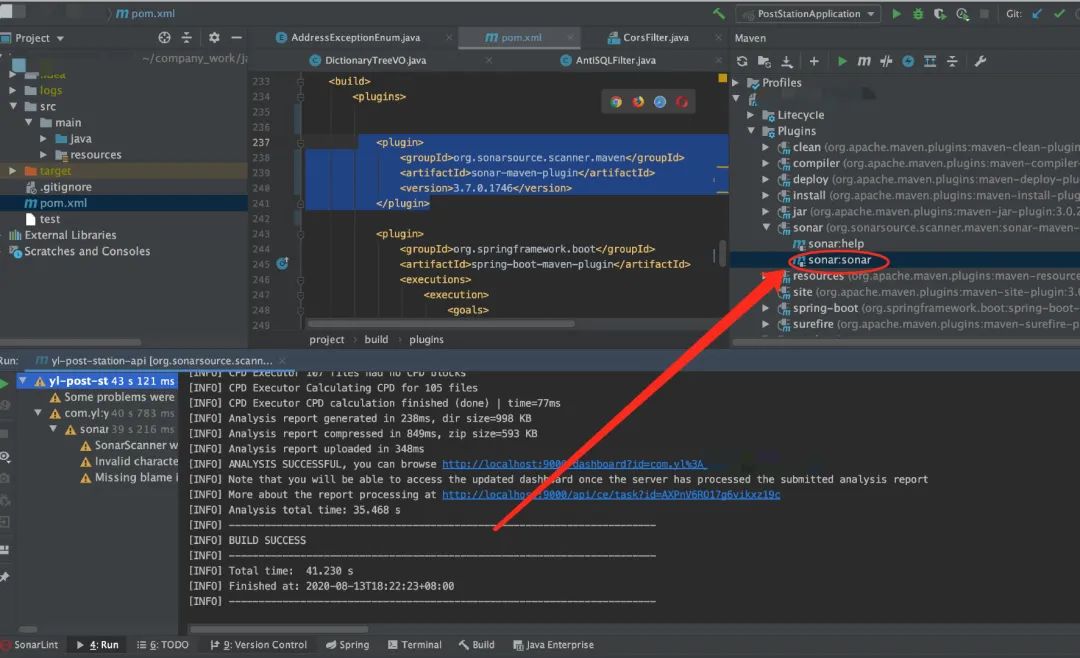 pom.xml
PostStationApplication
Git:
Project
AddressExceptionEnum.java
pom.xml
CorsFilter.java
Maven
DictionaryTreeVO.java
AntiSQLFilter.java
~/company_work/ja
.idea
logs
src
main
java
resources
target
.gitignore
pom.xml
test
External Libraries
Scratches and Consoles
233 <build>
234 <plugins>
235
236
237 <plugin>
238 <groupId>org.sonarsource.scanner.maven</groupId>
239 <artifactId>sonar-maven-plugin</artifactId>
240 <version>3.7.0.1746</version>
241 </plugin>
242
243 <plugin>
244 <groupId>org.springframework.boot</groupId>
245 <artifactId>spring-boot-maven-plugin</artifactId>
246 <executions>
247 <execution>
248 <goals>
249
project > build > plugins
Profiles
Lifecycle
Plugins
clean (org.apache.maven.plugins:maven-clean-plugin
compiler (org.apache.maven.plugins:maven-compiler-
deploy (org.apache.maven.plugins:maven-deploy-plu
install (org.apache.maven.plugins:maven-install-plug
jar (org.apache.maven.plugins:maven-jar-plugin:3.0.2
sonar (org.sonarsource.scanner.maven:sonar-maven-
sonar:help
sonar:sonar
resources (org.apache.maven.plugins:maven-resource
site (org.apache.maven.plugins:maven-site-plugin:3.
spring-boot (org.springframework.boot:spring-boot-
surefire (org.apache.maven.plugins:maven-surefire-p
Run:
yl-post-station-api [org.sonarsource.scann...
yl-post-st 43 s 121 ms
Some problems were
com.yl:y 40 s 783 ms
sonar 39 s 216 ms
SonarScanner w
Invalid characte
Missing blame i
[INFO] CPD Executor 107 files had no CPD blocks
[INFO] CPD Executor Calculating CPD for 105 files
[INFO] CPD Executor CPD calculation finished (done) | time=77ms
[INFO] Analysis report generated in 238ms, dir size=998 KB
[INFO] Analysis report compressed in 849ms, zip size=593 KB
[INFO] Analysis report uploaded in 348ms
[INFO] ANALYSIS SUCCESSFUL, you can browse http://localhost:9000/dashboard?id=com.yl%3A
[INFO] Note that you will be able to access the updated dashboard once the server has processed the submitted analysis report
[INFO] More about the report processing at http://localhost:9000/api/ce/task?id=AXPnV6RO17g6vikxz19c
[INFO] Analysis total time: 35.468 s
[INFO] ------------------------------------------------------------------------
[INFO] BUILD SUCCESS
[INFO] ------------------------------------------------------------------------
[INFO] Total time: 41.230 s
[INFO] Finished at: 2020-08-13T18:22:23+08:00
[INFO] ------------------------------------------------------------------------
SonarLint
4: Run
6: TODO
9: Version Control
Spring
Terminal
Build
Java Enterprise